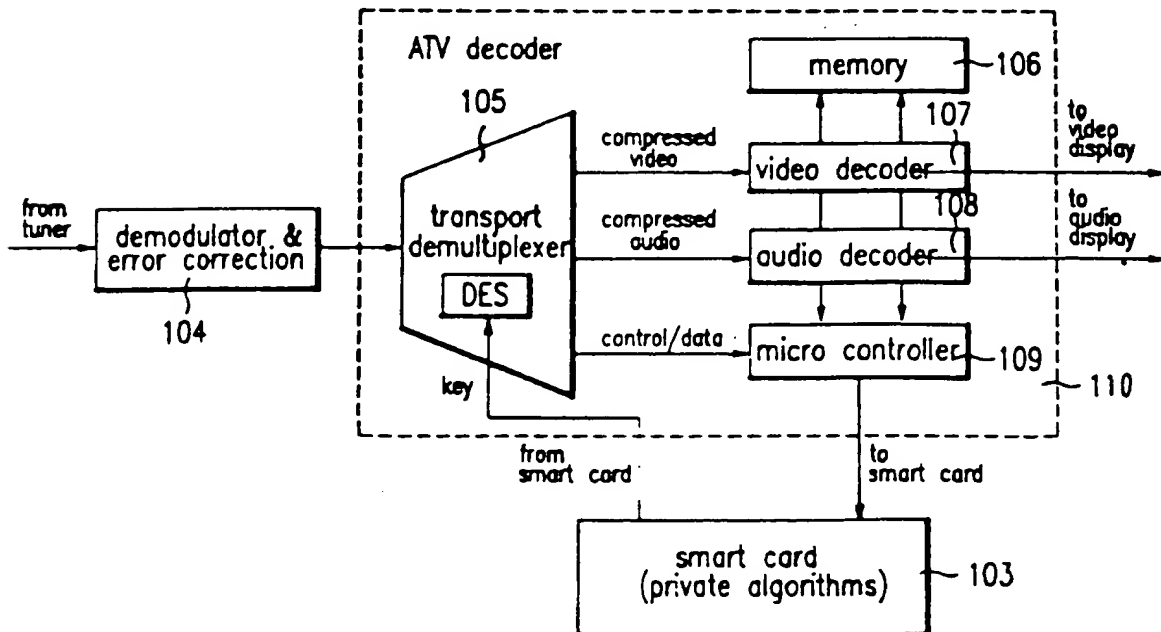 ATV decoder
memory
106
105
107
to
video
display
compressed
video
video decoder
from
tuner
demodulator &
error correction
104
transport
demultiplexer
DES
compressed
audio
108
audio decoder
to
audio
display
control/data
micro controller
109
110
key
from
smart card
to
smart card
smart card
(private algorithms)
103